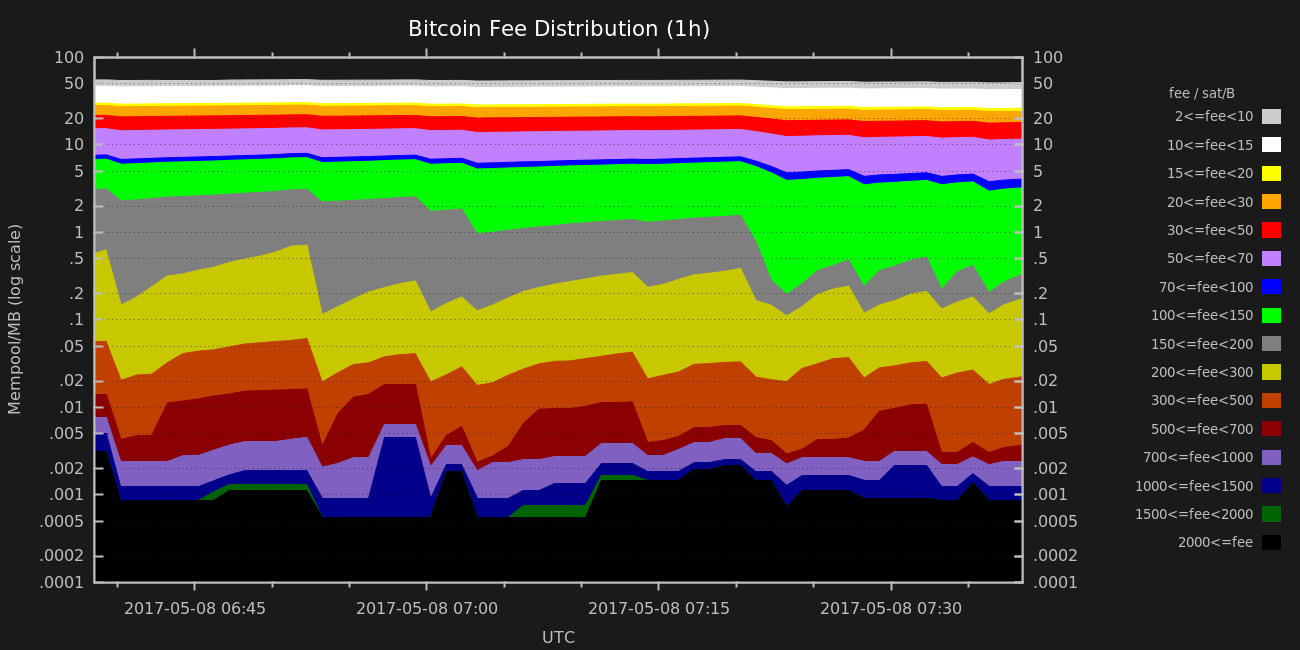 Bitcoin Fee Distribution (1h)
Mempool/MB (log scale)
100
50
20
10
5
2
1
.5
.2
.1
.05
.02
.01
.005
.002
.001
.0005
.0002
.0001
100
50
20
10
5
2
1
.5
.2
.1
.05
.02
.01
.005
.002
.001
.0005
.0002
.0001
fee / sat/B
2<=fee<10
10<=fee<15
15<=fee<20
20<=fee<30
30<=fee<50
50<=fee<70
70<=fee<100
100<=fee<150
150<=fee<200
200<=fee<300
300<=fee<500
500<=fee<700
700<=fee<1000
1000<=fee<1500
1500<=fee<2000
2000<=fee
2017-05-08 06:45
2017-05-08 07:00
2017-05-08 07:15
2017-05-08 07:30
UTC